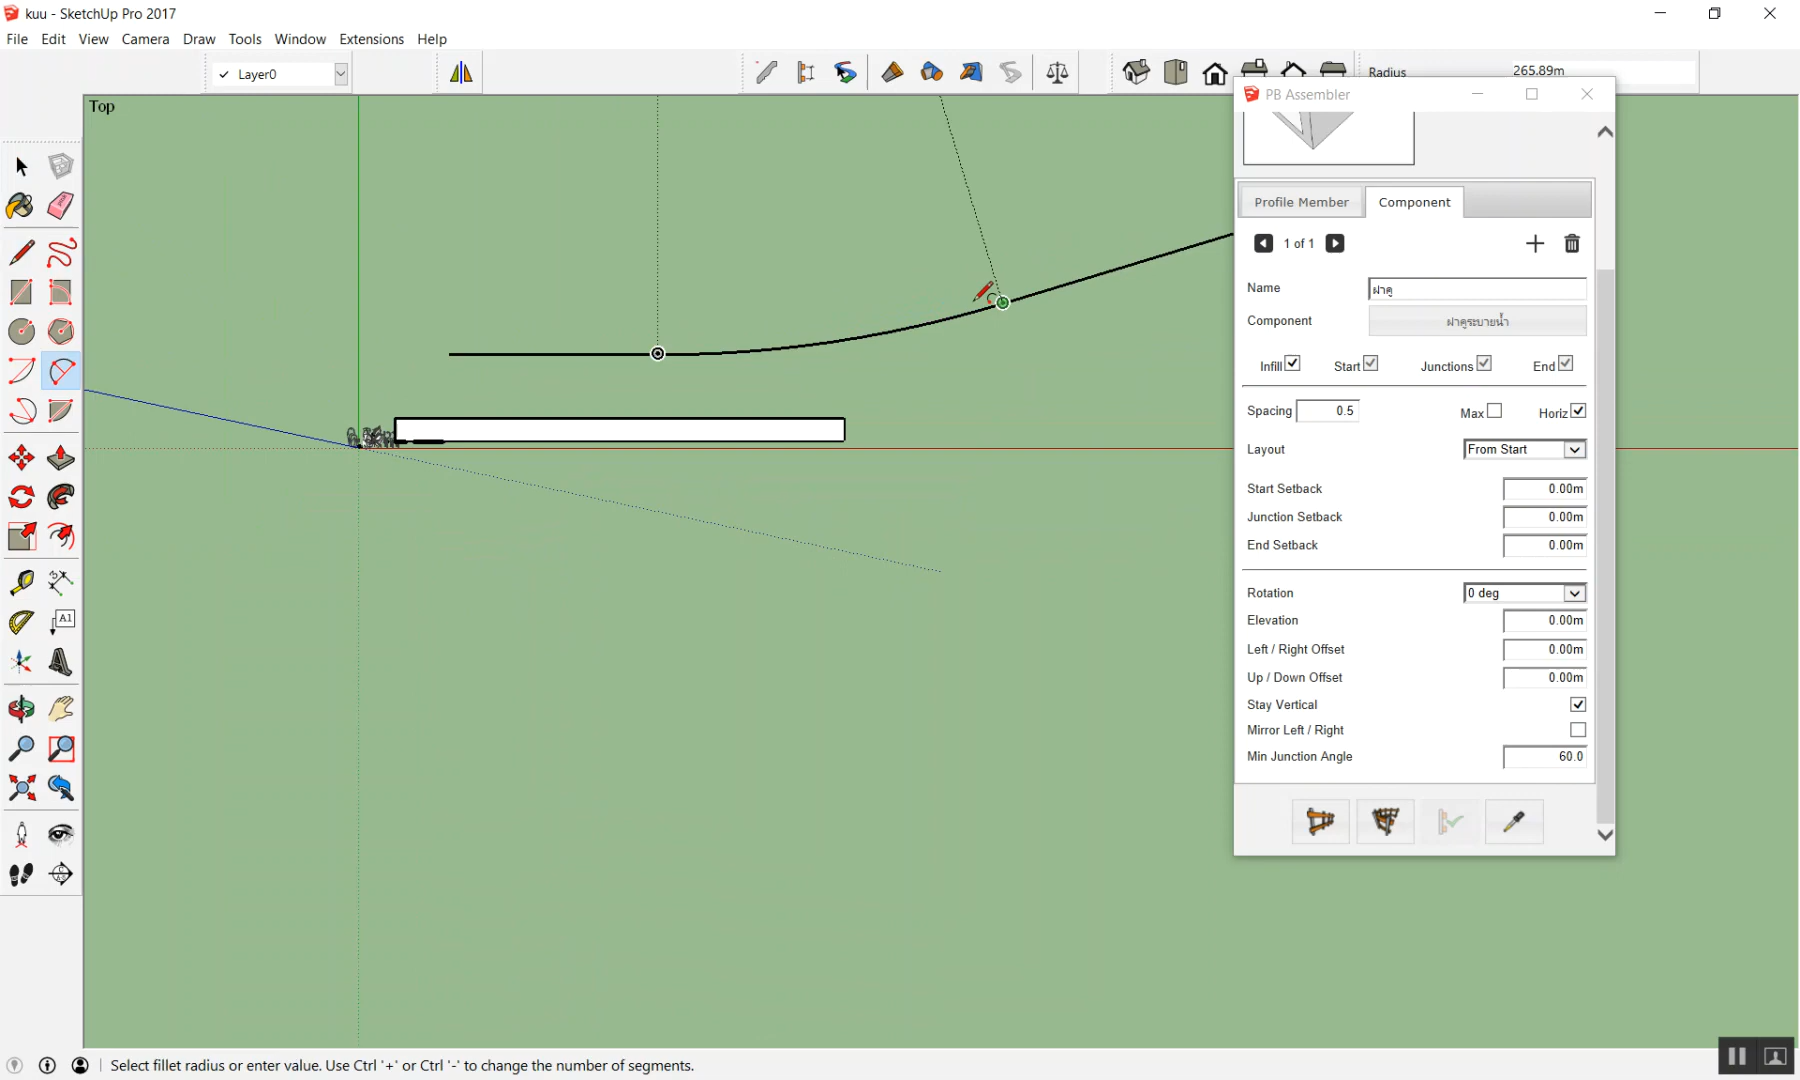 kuu - SketchUp Pro 2017
File Edit View Camera Draw Tools Window Extensions Help
Layer0
Radius 265.89m
Top
PB Assembler
Profile Member Component
1 of 1
Name ฝาคู
Component ฝาคูระบายน้ำ
Infill Start Junctions End
Spacing 0.5 Max Horiz
Layout From Start
Start Setback 0.00m
Junction Setback 0.00m
End Setback 0.00m
Rotation 0 deg
Elevation 0.00m
Left / Right Offset 0.00m
Up / Down Offset 0.00m
Stay Vertical
Mirror Left / Right
Min Junction Angle 60.0
A1
Select fillet radius or enter value. Use Ctrl '+' or Ctrl '-' to change the number of segments.